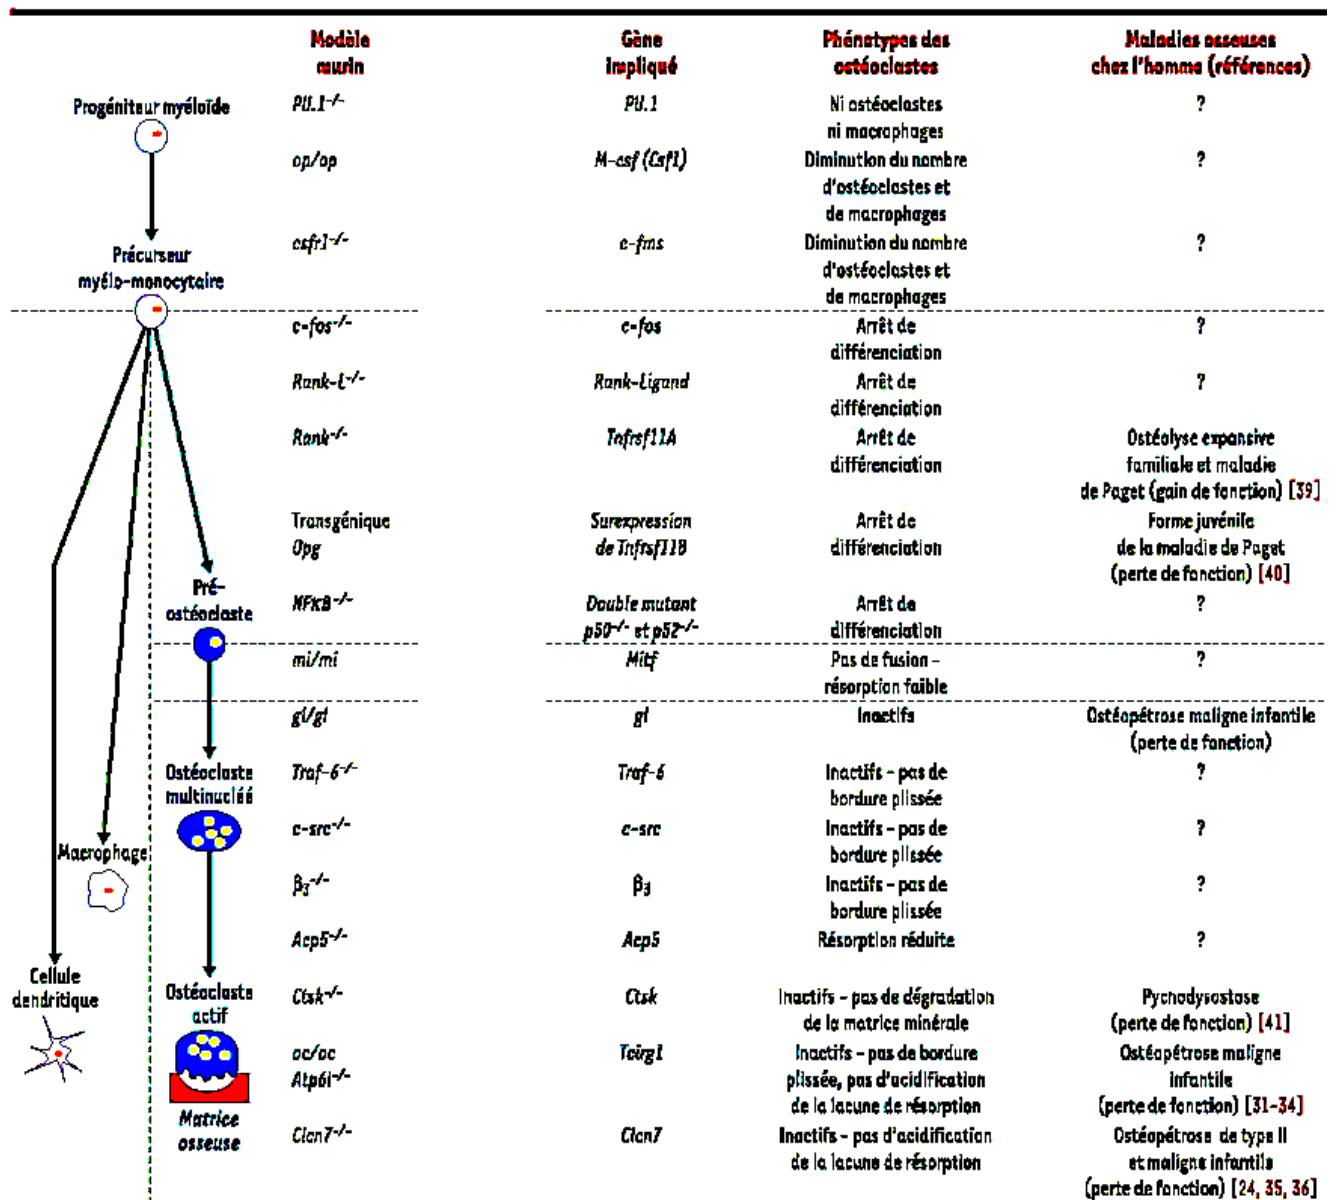 Modèle murin
Gène impliqué
Phénotypes des ostéoclastes
Maladies osseuses chez l'homme (références)
Progéniteur myéloïde
PU.1-/-
PU.1
Ni ostéoclastes
ni macrophages
?
op/op
M-csf (Csf1)
Diminution du nombre
d'ostéoclastes et
de macrophages
?
Précurseur
myélo-monocytaire
csfr1-/-
c-fms
Diminution du nombre
d'ostéoclastes et
de macrophages
?
c-fos-/-
c-fos
Arrêt de
différenciation
?
Rank-L-/-
Rank-Ligand
Arrêt de
différenciation
?
Rank-/-
Tnfrsf11A
Arrêt de
différenciation
Ostéolyse expansive
familiale et maladie
de Paget (gain de fonction) [39]
Transgénique
Opg
Surexpression
de Tnfrsf11B
Arrêt de
différenciation
Forme juvénile
de la maladie de Paget
(perte de fonction) [40]
Pré-
ostéoclaste
NFκB-/-
Double mutant
p50-/- et p52-/-
Arrêt de
différenciation
?
mi/mi
Mitf
Pas de fusion –
résorption faible
?
gl/gl
gl
Inactifs
Ostéopétrose maligne infantile
(perte de fonction)
Ostéoclaste
multinucléé
Traf-6-/-
Traf-6
Inactifs – pas de
bordure plissée
?
c-src-/-
c-src
Inactifs – pas de
bordure plissée
?
Macrophage
β3-/-
β3
Inactifs – pas de
bordure plissée
?
Acp5-/-
Acp5
Résorption réduite
?
Cellule
dendritique
Ostéoclaste
actif
Ctsk-/-
Ctsk
Inactifs – pas de dégradation
de la matrice minérale
Pycnodysostose
(perte de fonction) [41]
oc/oc
Atp6i-/-
Tcirg1
Inactifs – pas de bordure
plissée, pas d'acidification
de la lacune de résorption
Ostéopétrose maligne
infantile
(perte de fonction) [31-34]
Matrice
osseuse
Clcn7-/-
Clcn7
Inactifs – pas d'acidification
de la lacune de résorption
Ostéopétrose de type II
et maligne infantile
(perte de fonction) [24, 35, 36]